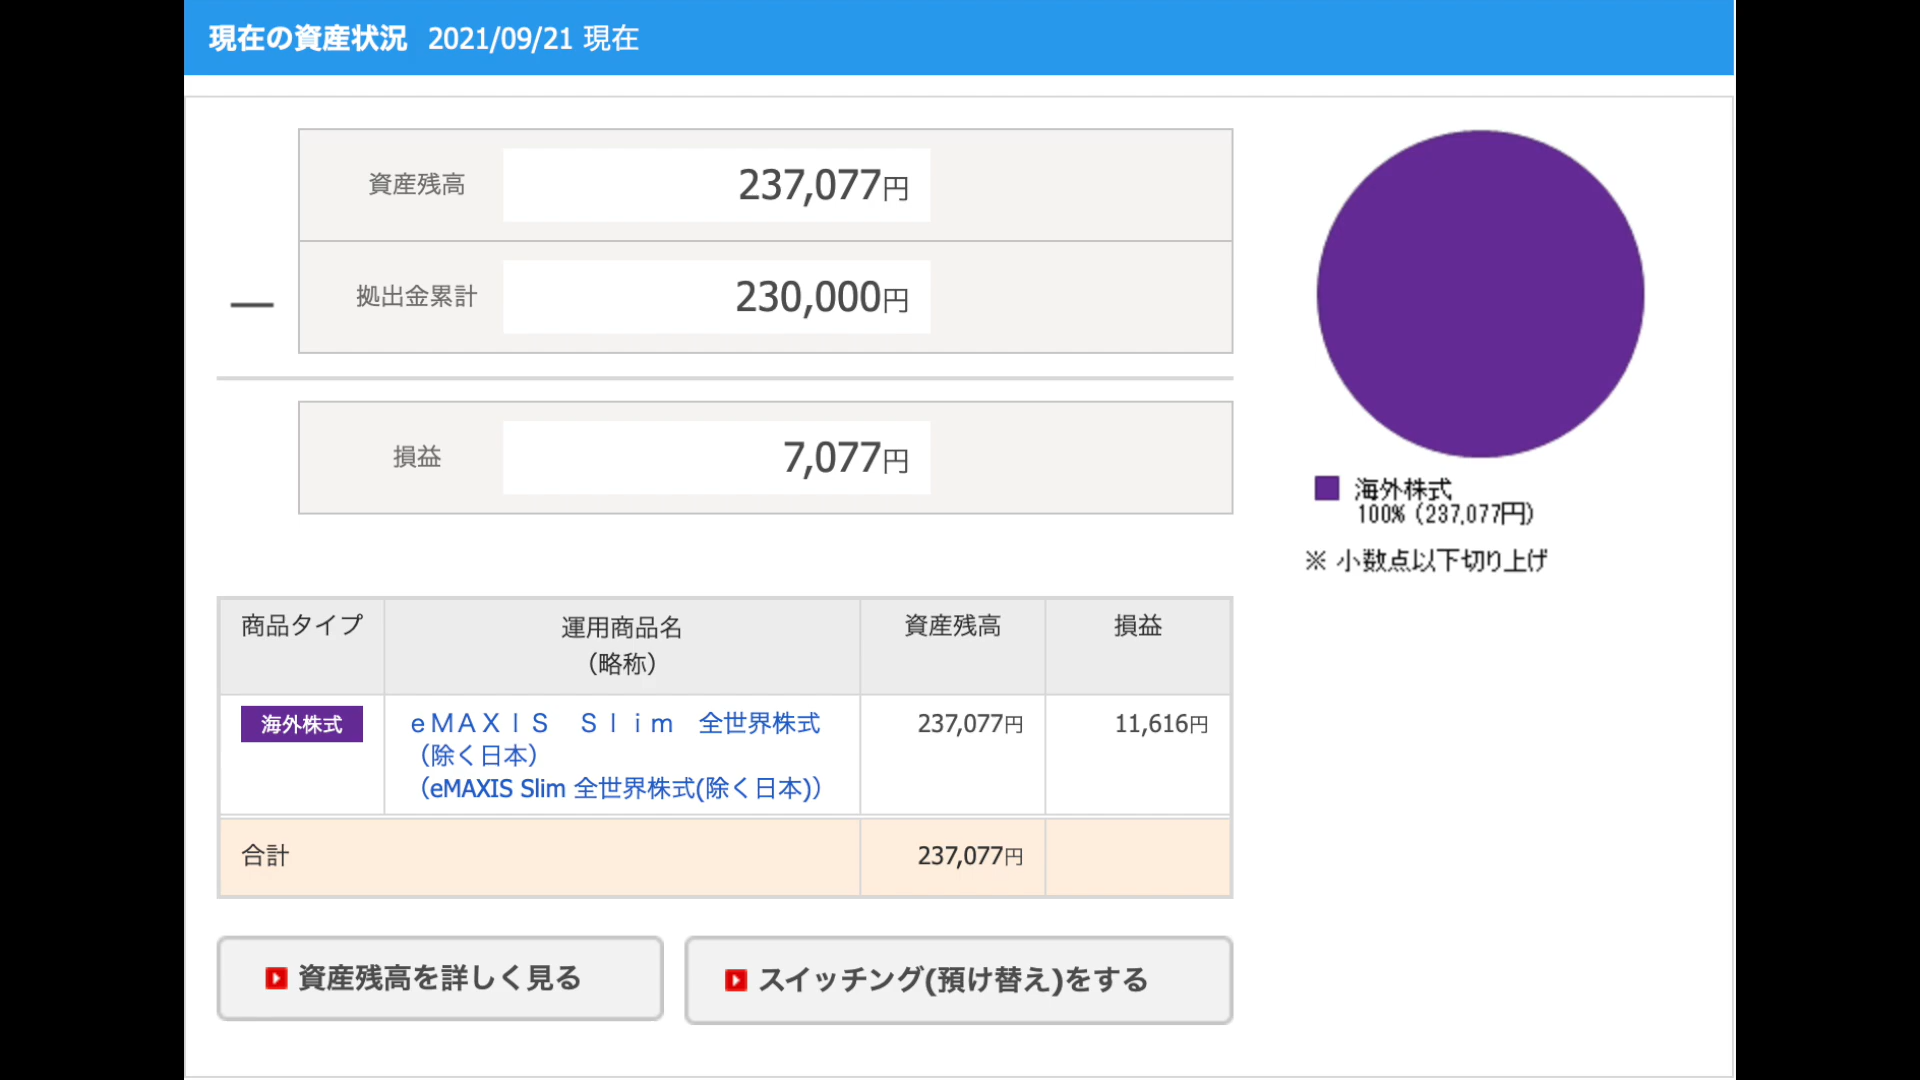 現在の資産状況 2021/09/21 現在
資産残高 237,077円
— 拠出金累計 230,000円
損益 7,077円
海外株式
100% (237,077円)
※ 小数点以下切り上げ
商品タイプ 運用商品名 資産残高 損益
（略称）
海外株式 ｅＭＡＸＩＳ　Ｓｌｉｍ　全世界株式 237,077円 11,616円
（除く日本）
（eMAXIS Slim 全世界株式(除く日本)）
合計 237,077円
資産残高を詳しく見る スイッチング(預け替え)をする